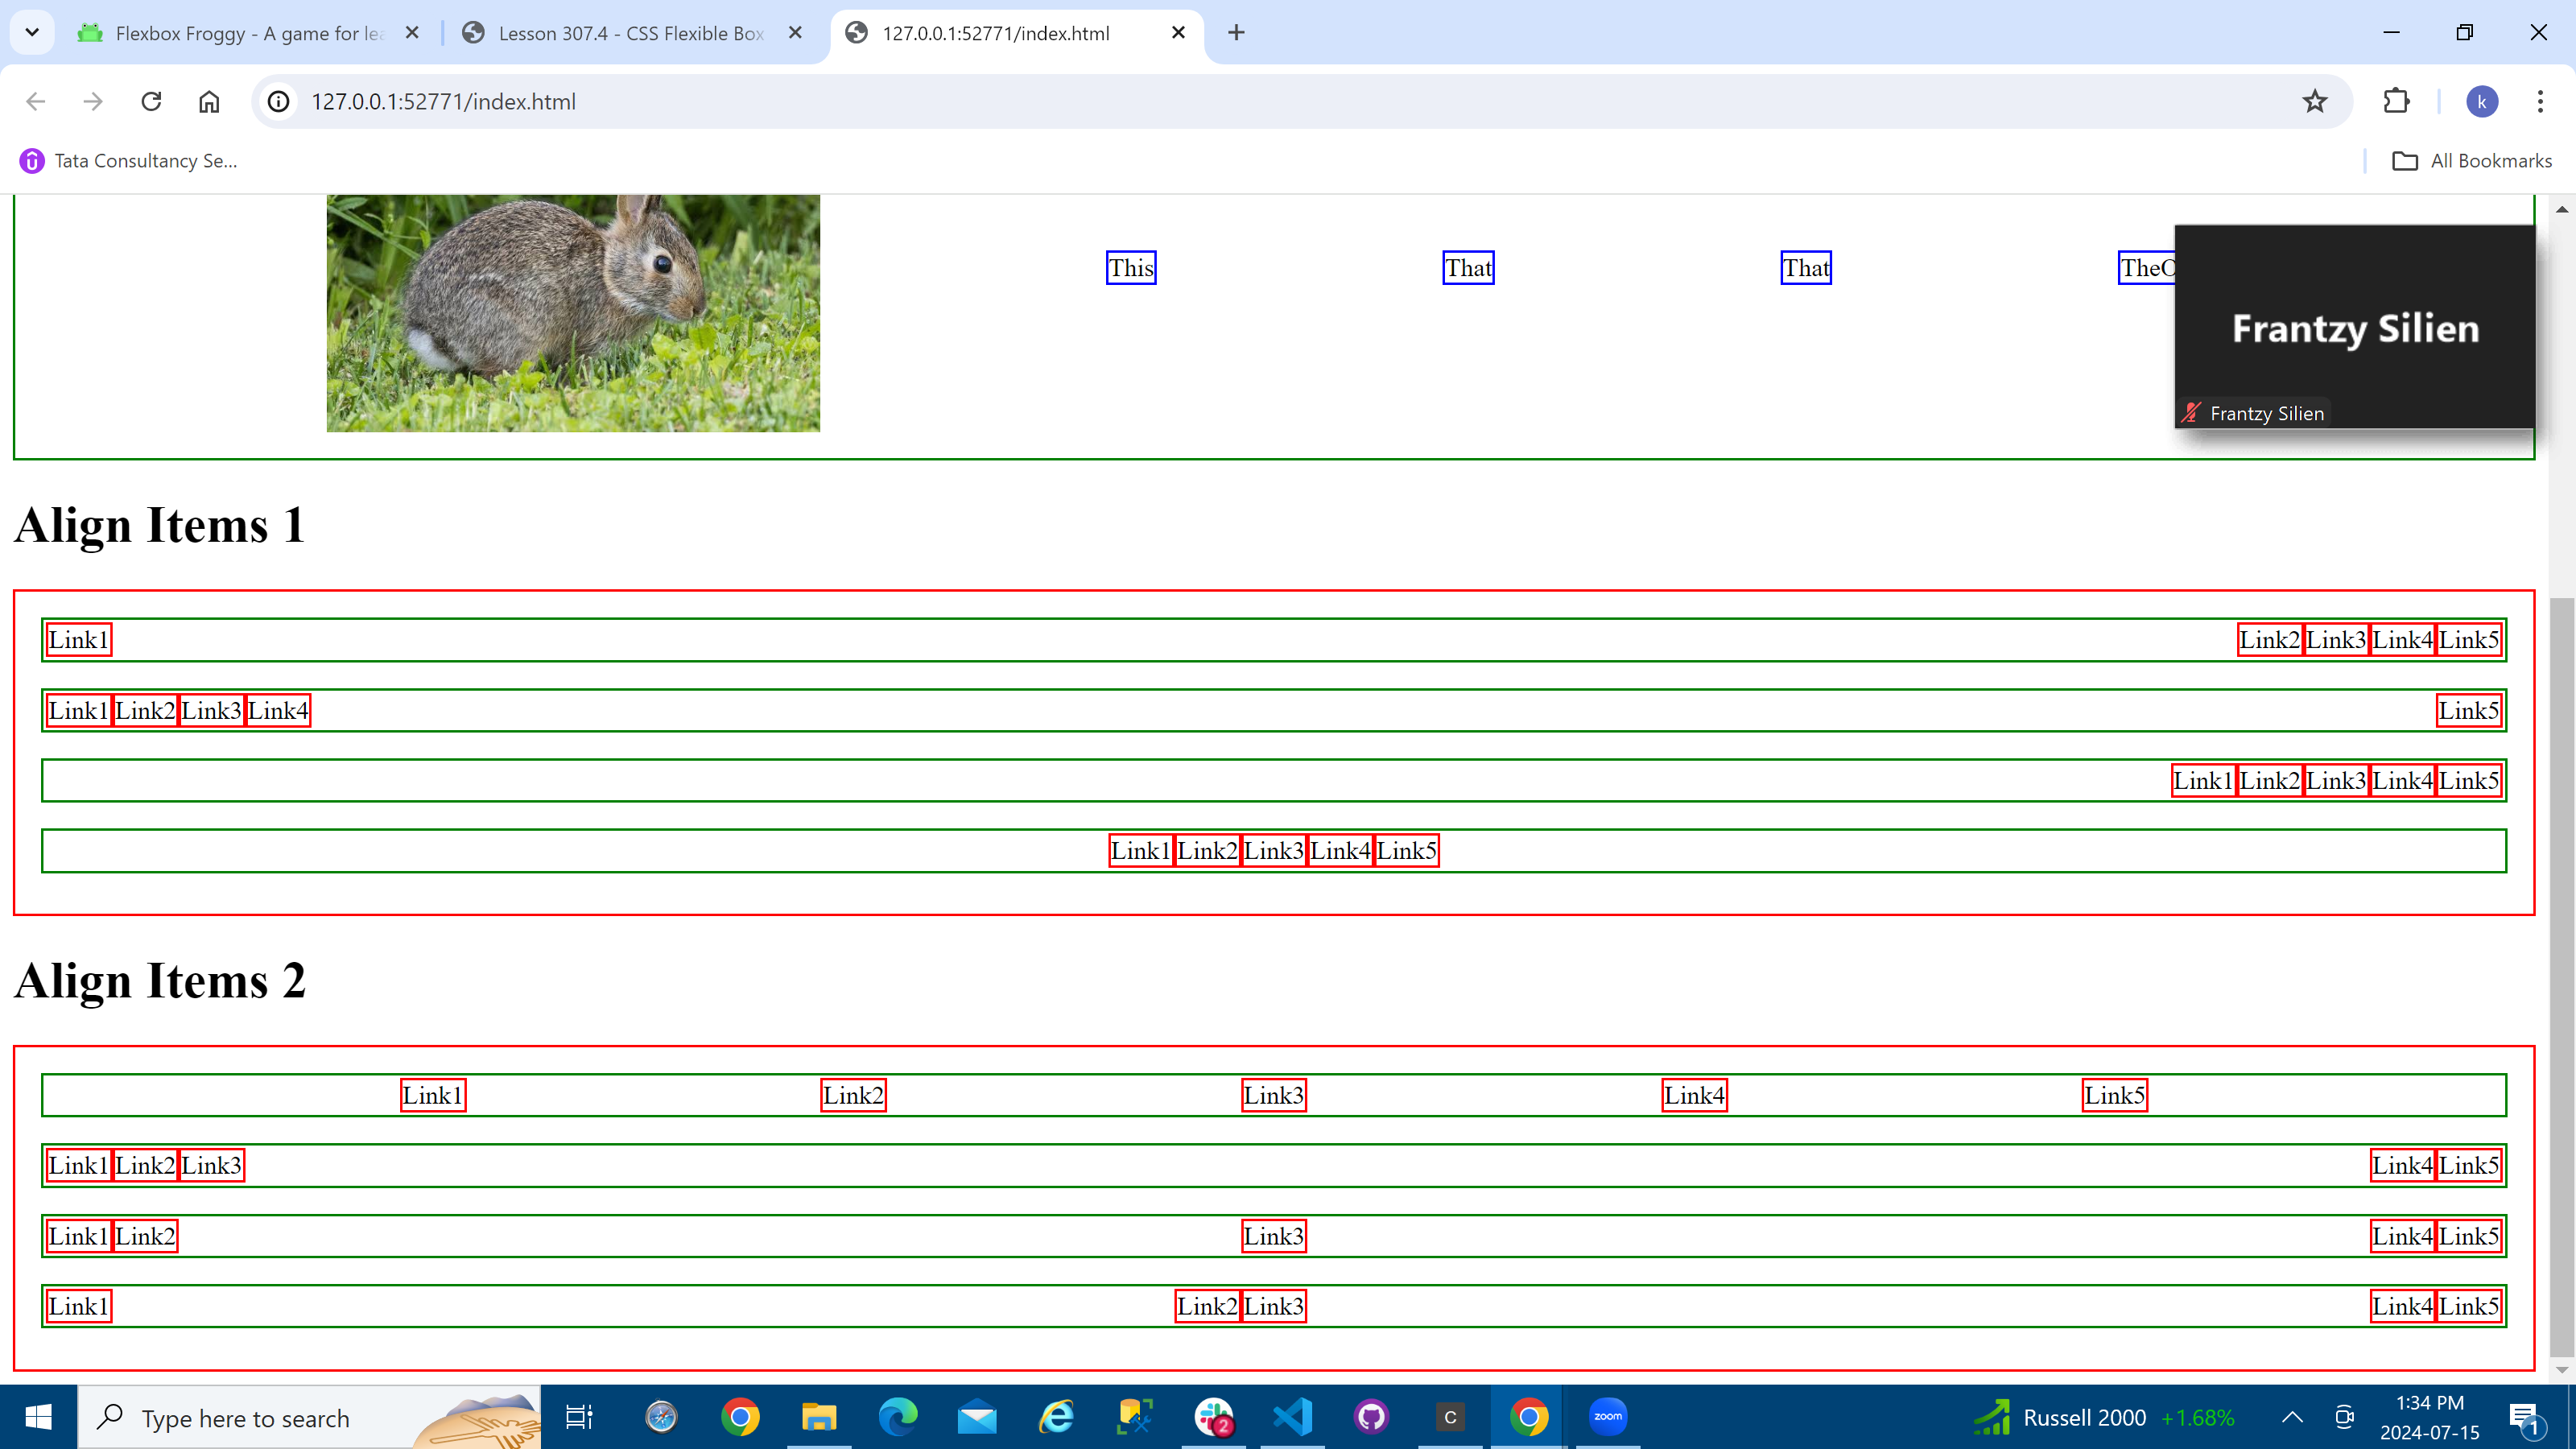 Flexbox Froggy - A game for lea
Lesson 307.4 - CSS Flexible Box
127.0.0.1:52771/index.html
127.0.0.1:52771/index.html
k
Tata Consultancy Se...
All Bookmarks
This
That
That
TheO
Frantzy Silien
Frantzy Silien
Align Items 1
Link1 Link2 Link3 Link4 Link5
Link1 Link2 Link3 Link4 Link5
Link1 Link2 Link3 Link4 Link5
Link1 Link2 Link3 Link4 Link5
Align Items 2
Link1 Link2 Link3 Link4 Link5
Link1 Link2 Link3 Link4 Link5
Link1 Link2 Link3 Link4 Link5
Link1 Link2 Link3 Link4 Link5
Type here to search
2
C
zoom
Russell 2000 +1.68%
1:34 PM
2024-07-15
1